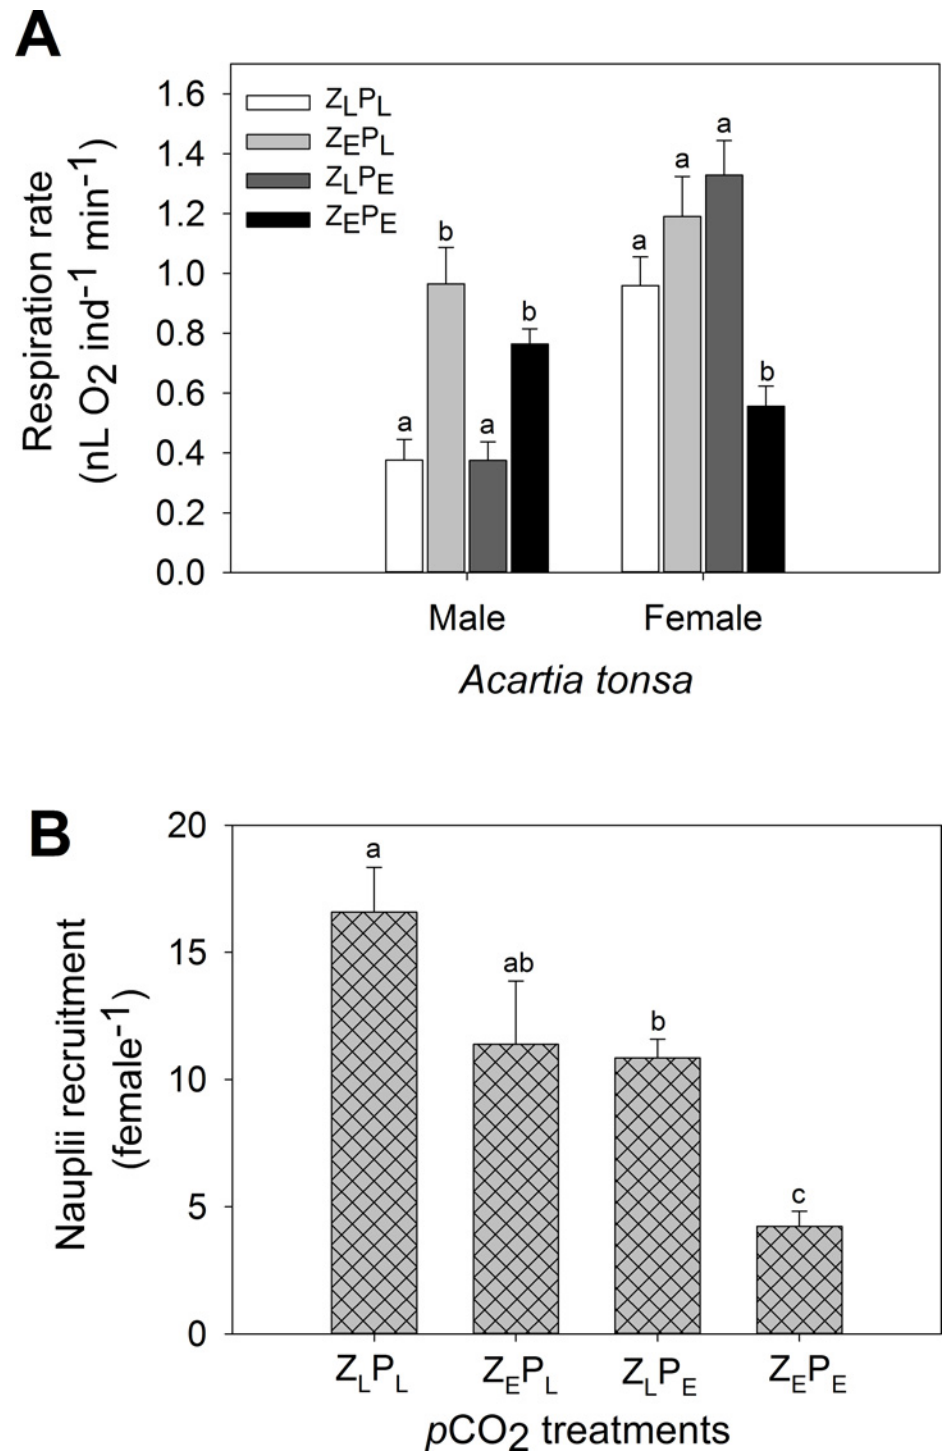 A
Respiration rate
(nL O2 ind-1 min-1)
1.6
1.4
1.2
1.0
0.8
0.6
0.4
0.2
0.0
ZLPL
ZEPL
ZLPE
ZEPE
a
b
a
b
a
a
a
b
Male
Female
Acartia tonsa
B
Nauplii recruitment
(female-1)
20
15
10
5
0
a
ab
b
c
ZLPL
ZEPL
ZLPE
ZEPE
pCO2 treatments